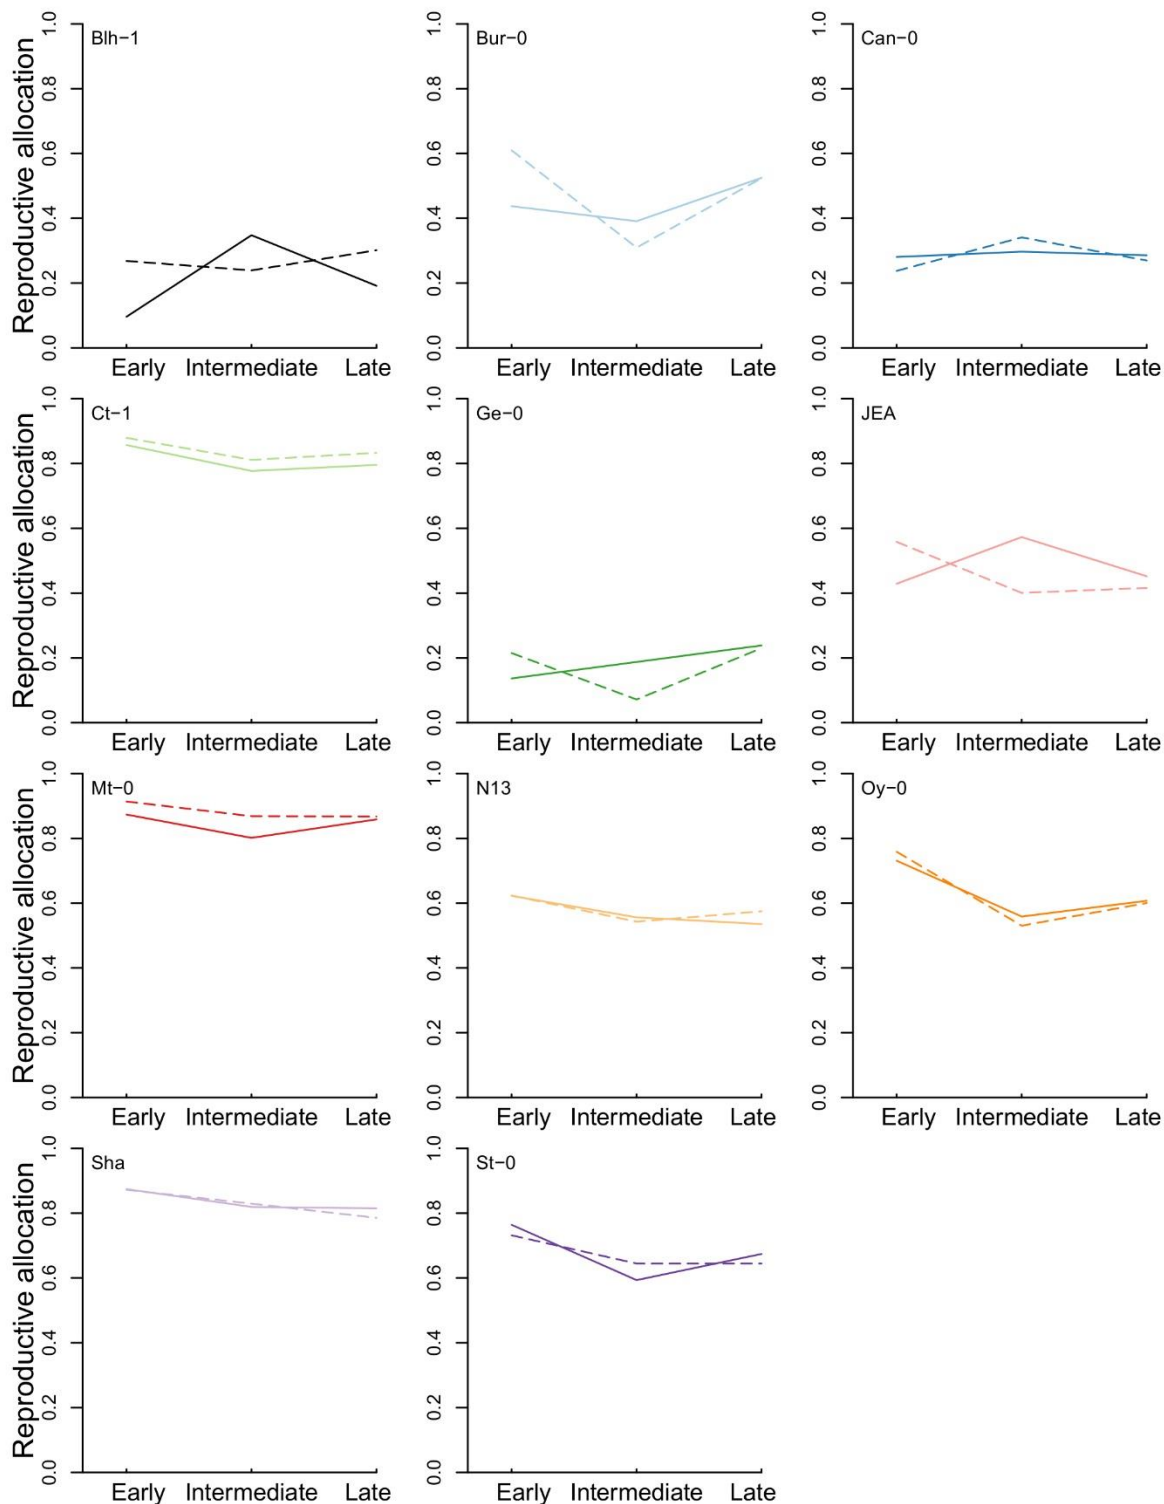 Blh−1
Reproductive allocation
0.0 0.2 0.4 0.6 0.8 1.0
Early Intermediate Late
Bur−0
0.0 0.2 0.4 0.6 0.8 1.0
Early Intermediate Late
Can−0
0.0 0.2 0.4 0.6 0.8 1.0
Early Intermediate Late
Ct−1
Reproductive allocation
0.0 0.2 0.4 0.6 0.8 1.0
Early Intermediate Late
Ge−0
0.0 0.2 0.4 0.6 0.8 1.0
Early Intermediate Late
JEA
0.0 0.2 0.4 0.6 0.8 1.0
Early Intermediate Late
Mt−0
Reproductive allocation
0.0 0.2 0.4 0.6 0.8 1.0
Early Intermediate Late
N13
0.0 0.2 0.4 0.6 0.8 1.0
Early Intermediate Late
Oy−0
0.0 0.2 0.4 0.6 0.8 1.0
Early Intermediate Late
Sha
Reproductive allocation
0.0 0.2 0.4 0.6 0.8 1.0
Early Intermediate Late
St−0
0.0 0.2 0.4 0.6 0.8 1.0
Early Intermediate Late